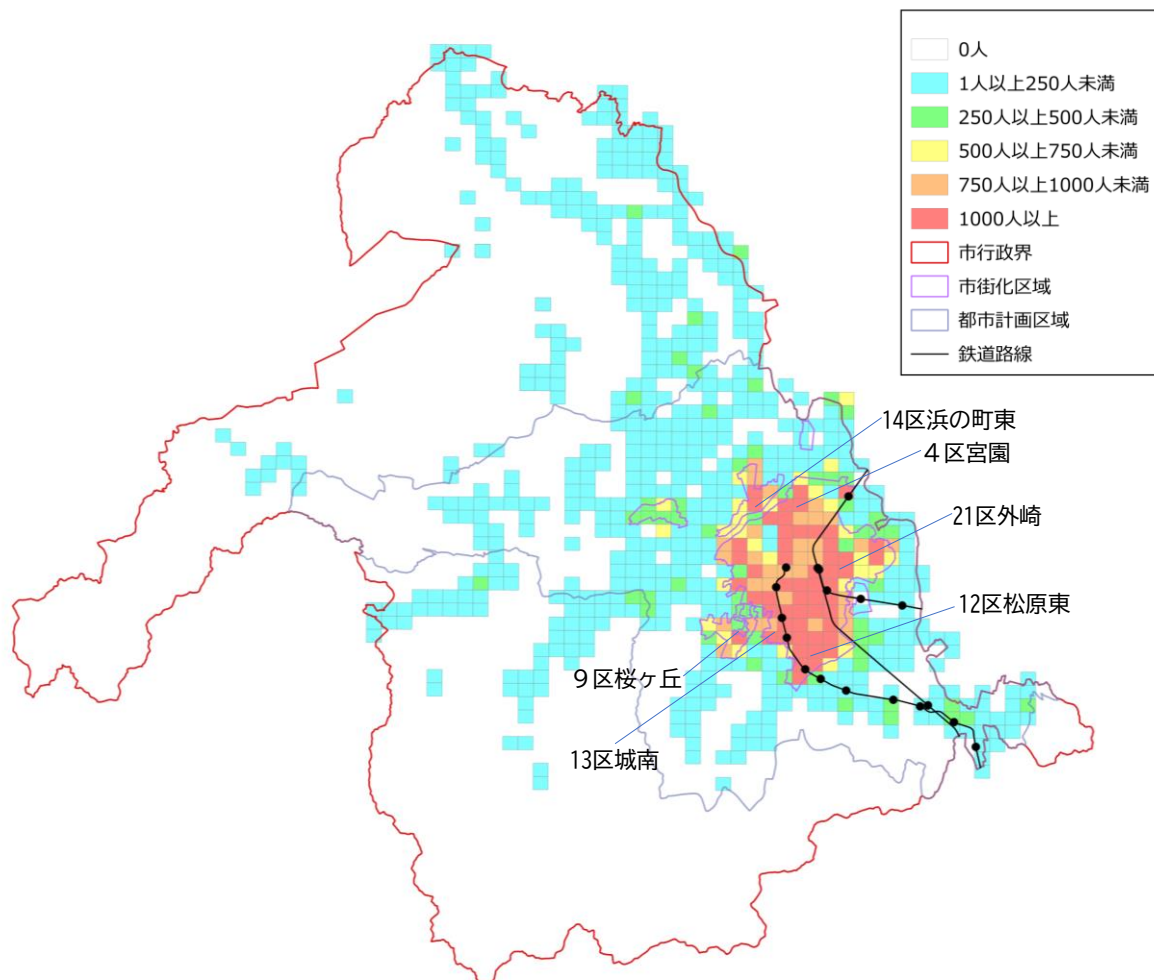 0人
1人以上250人未満
250人以上500人未満
500人以上750人未満
750人以上1000人未満
1000人以上
市行政界
市街化区域
都市計画区域
鉄道路線
14区浜の町東
4区宮園
21区外崎
12区松原東
9区桜ヶ丘
13区城南